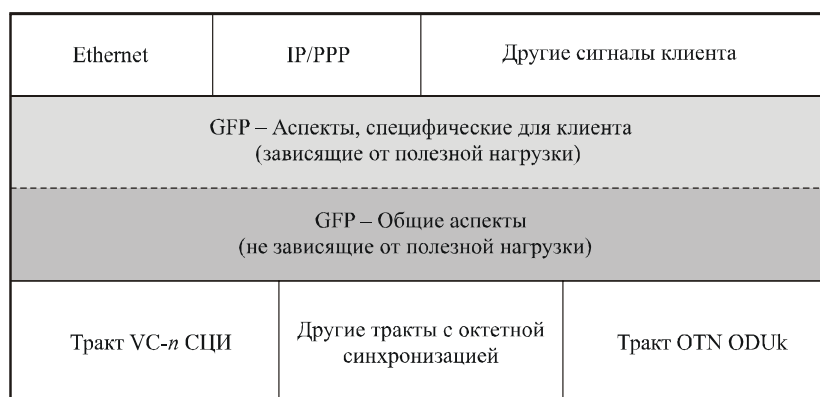 Ethernet
IP/PPP
Другие сигналы клиента
GFP – Аспекты, специфические для клиента
(зависящие от полезной нагрузки)
GFP – Общие аспекты
(не зависящие от полезной нагрузки)
Тракт VC-n СЦИ
Другие тракты с октетной
синхронизацией
Тракт OTN ODUk